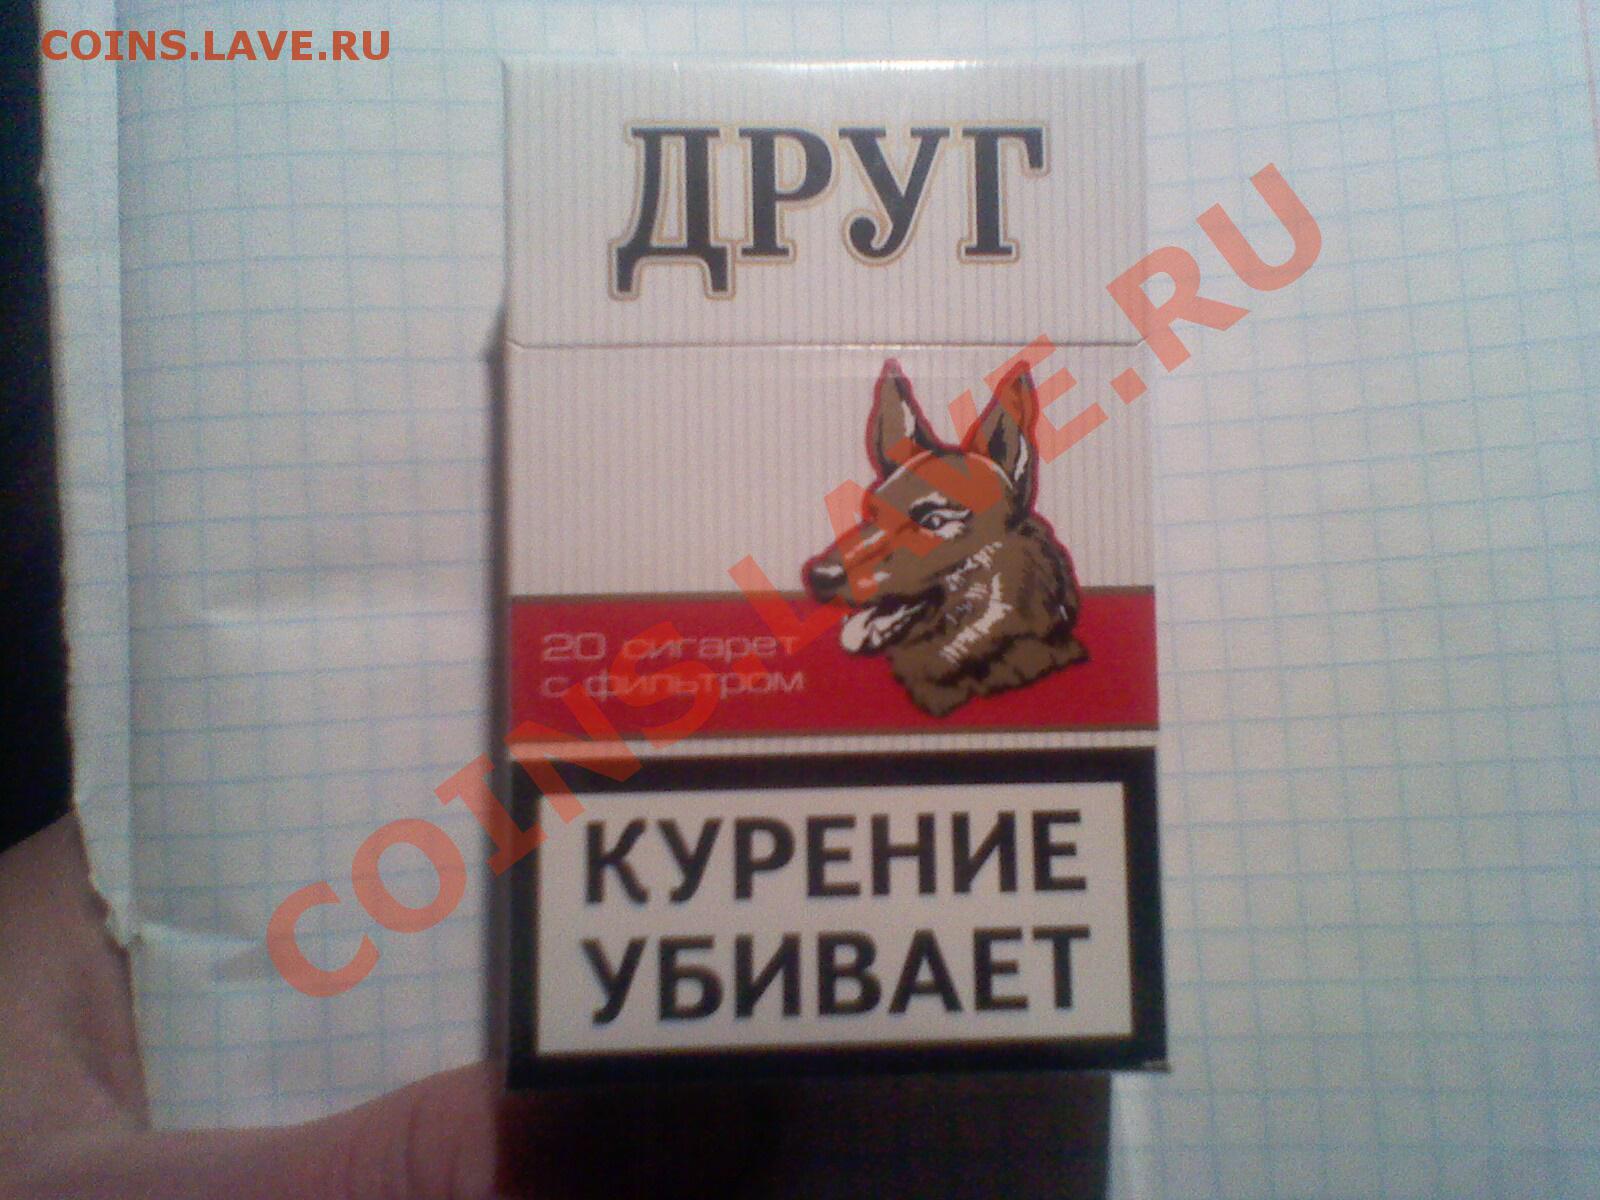 COINS.LAVE.RU
ДРУГ
20 сигарет
с фильтром
COINS.LAVE.RU
КУРЕНИЕ
УБИВАЕТ